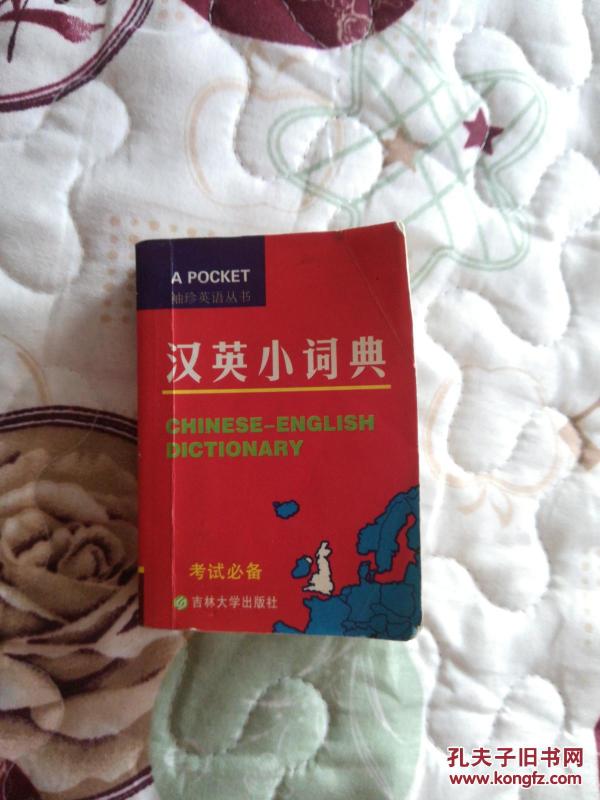 A POCKET
袖珍英语丛书
汉英小词典
CHINESE-ENGLISH
DICTIONARY
考试必备
吉林大学出版社
孔夫子旧书网
www.kongfz.com